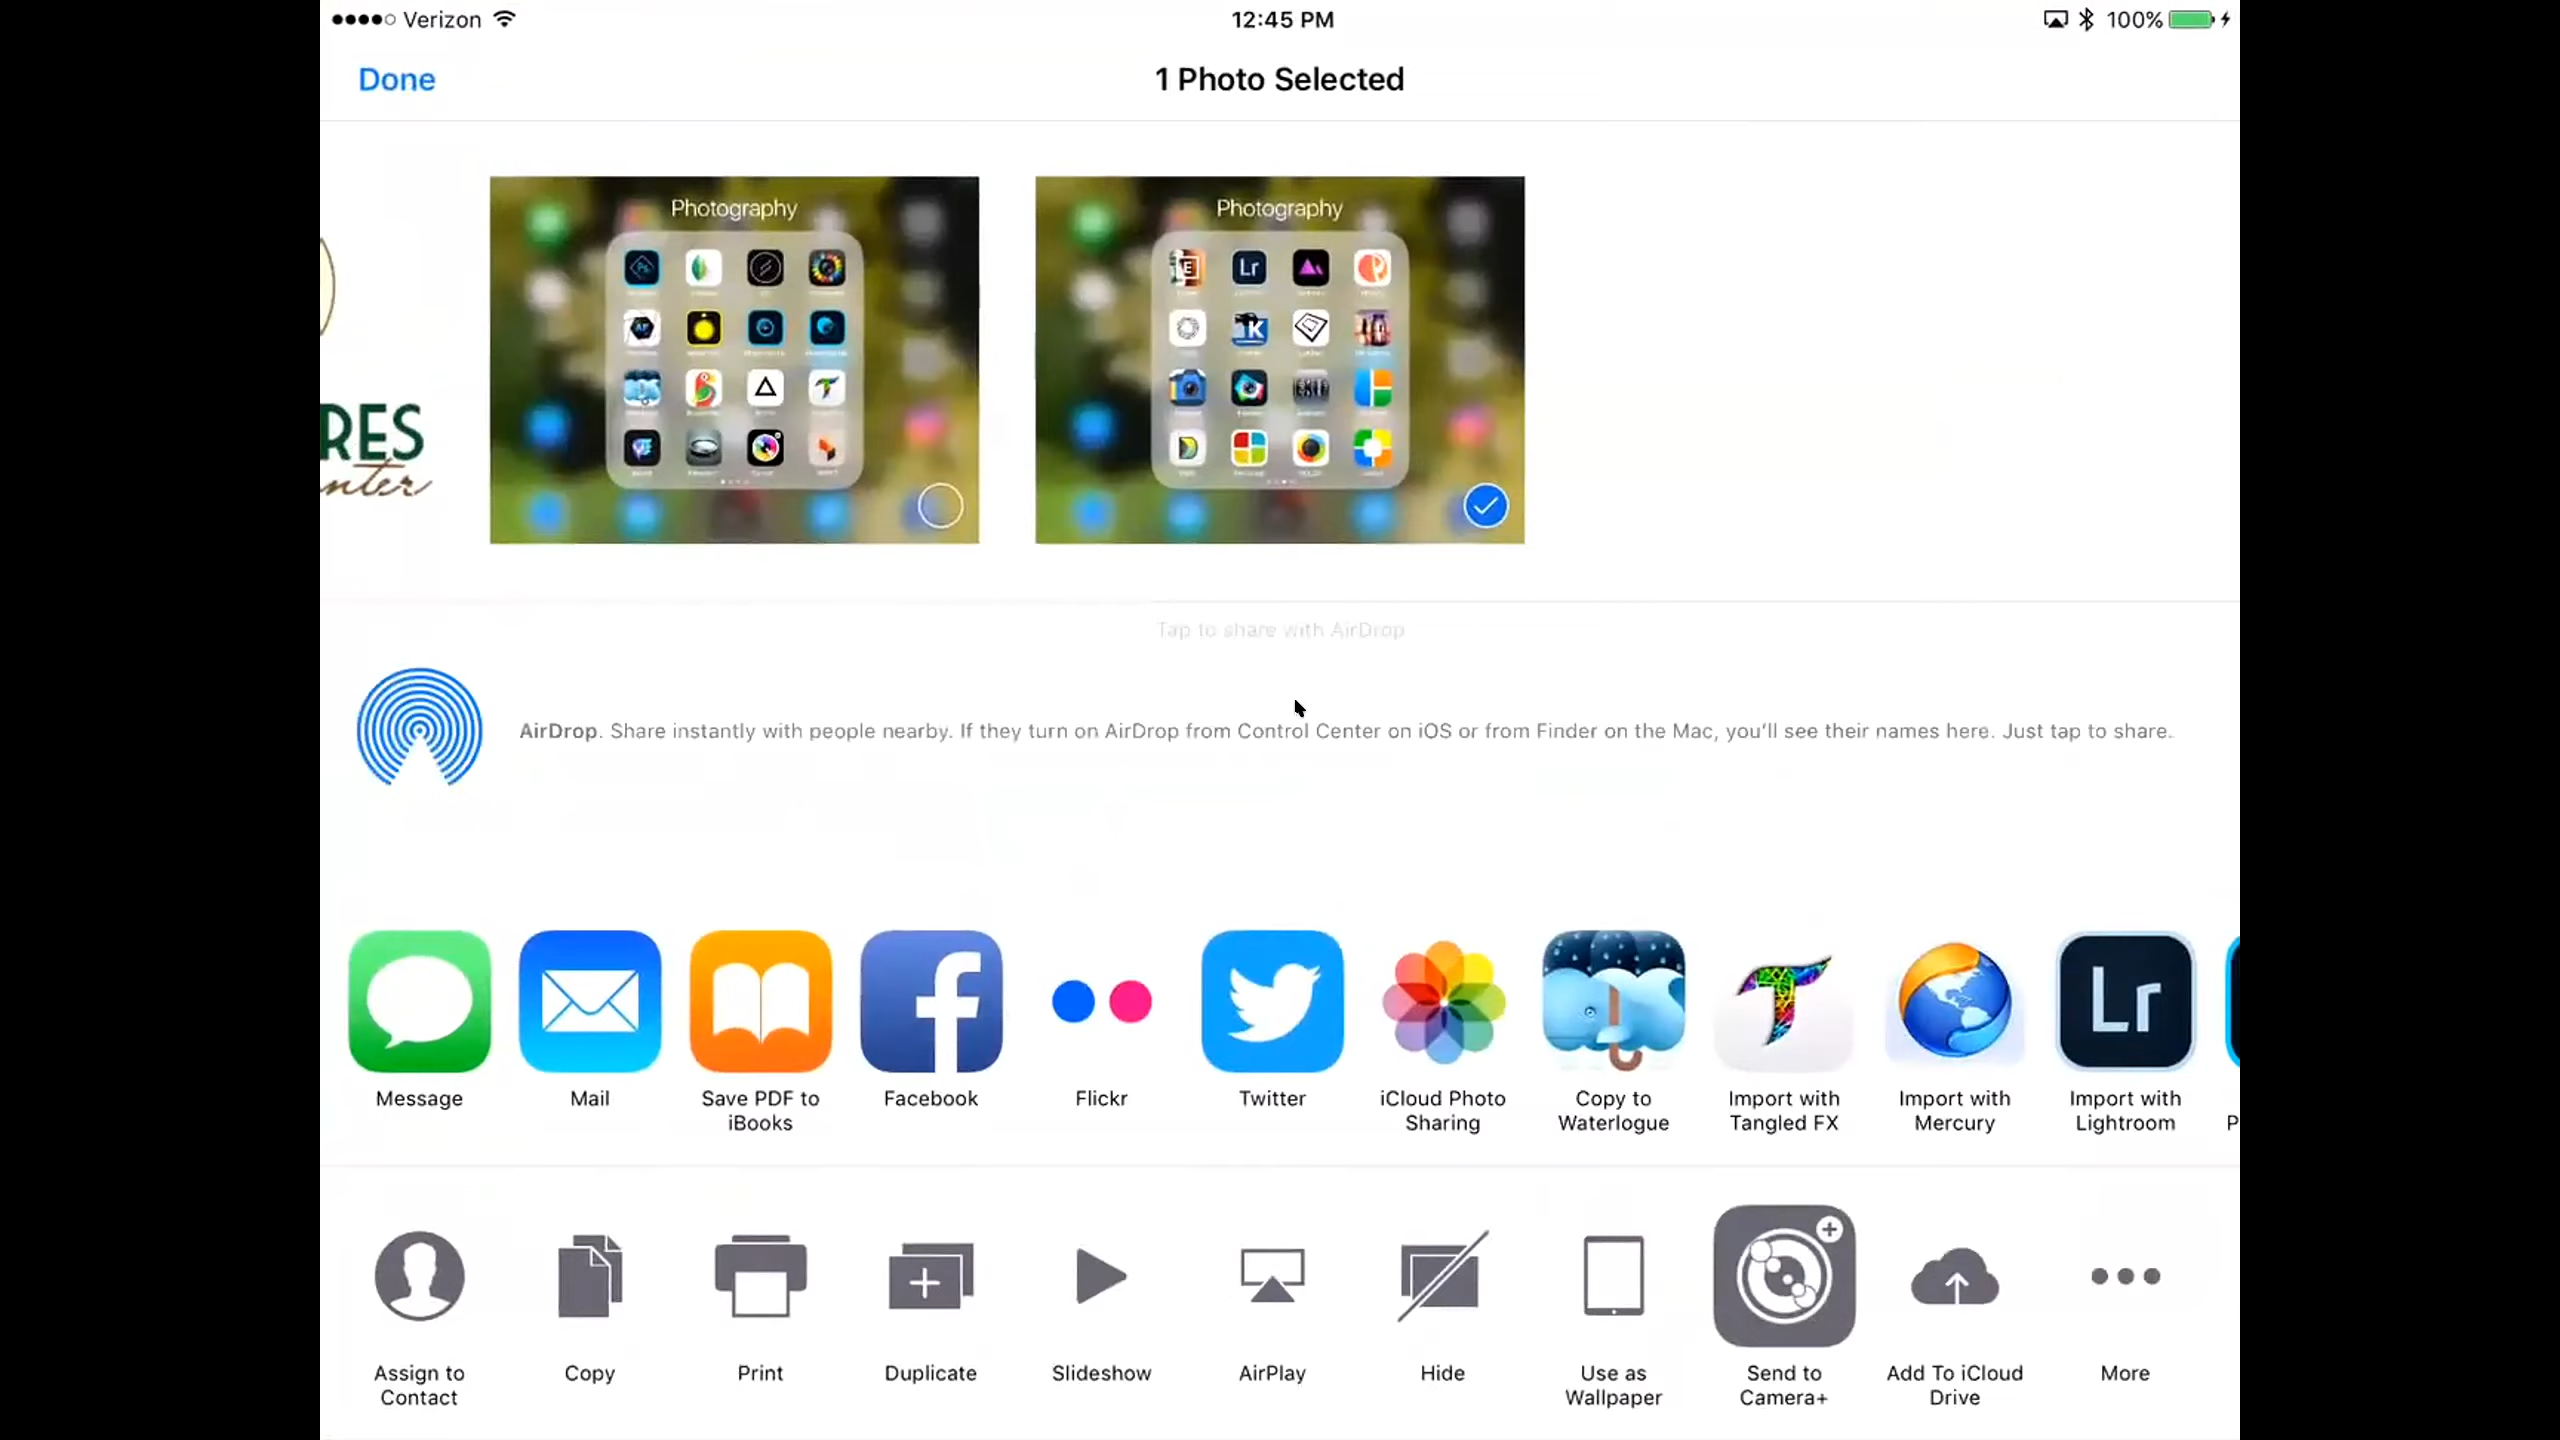 Verizon
12:45 PM
100%
Done
1 Photo Selected
Photography
Photography
Ps
Lr
K
RES
nter
Tap to share with AirDrop
AirDrop. Share instantly with people nearby. If they turn on AirDrop from Control Center on iOS or from Finder on the Mac, you'll see their names here. Just tap to share.
Lr
Message
Mail
Save PDF to
iBooks
Facebook
Flickr
Twitter
iCloud Photo
Sharing
Copy to
Waterlogue
Import with
Tangled FX
Import with
Mercury
Import with
Lightroom
P
Assign to
Contact
Copy
Print
Duplicate
Slideshow
AirPlay
Hide
Use as
Wallpaper
Send to
Camera+
Add To iCloud
Drive
More